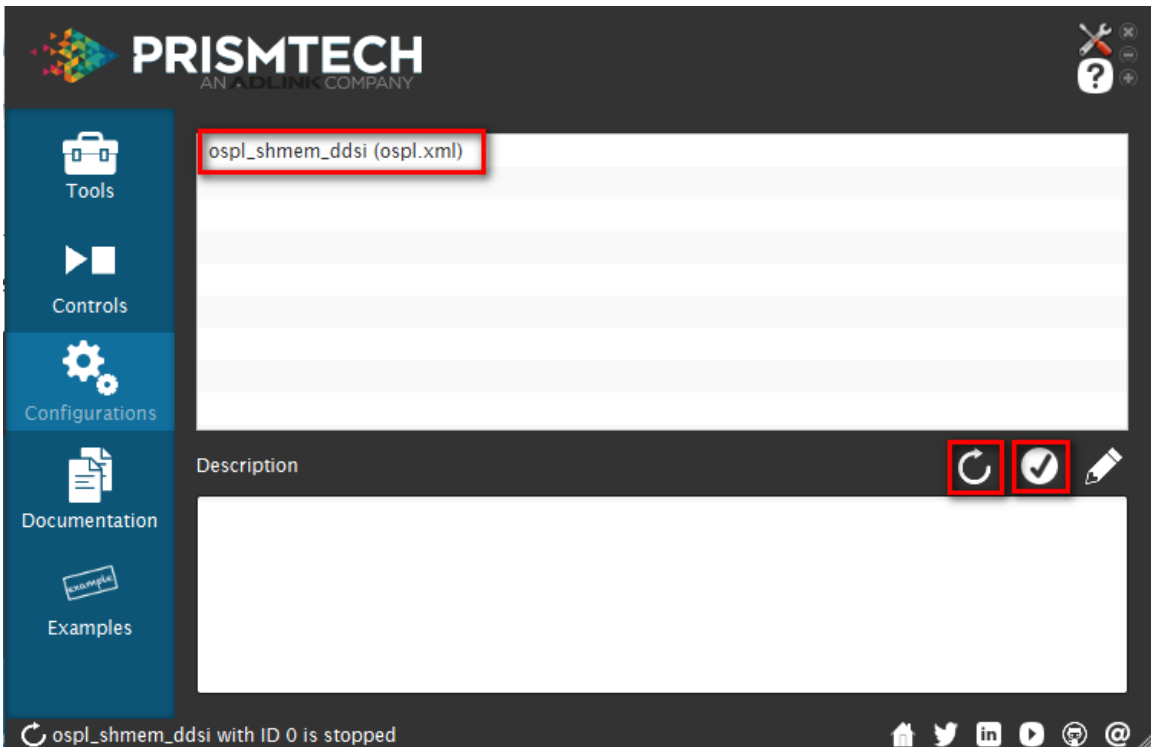 PRISMTECH
AN ADLINK COMPANY
?
ospl_shmem_ddsi (ospl.xml)
Tools
Controls
Configurations
Description
Documentation
example
Examples
ospl_shmem_ddsi with ID 0 is stopped
in
@